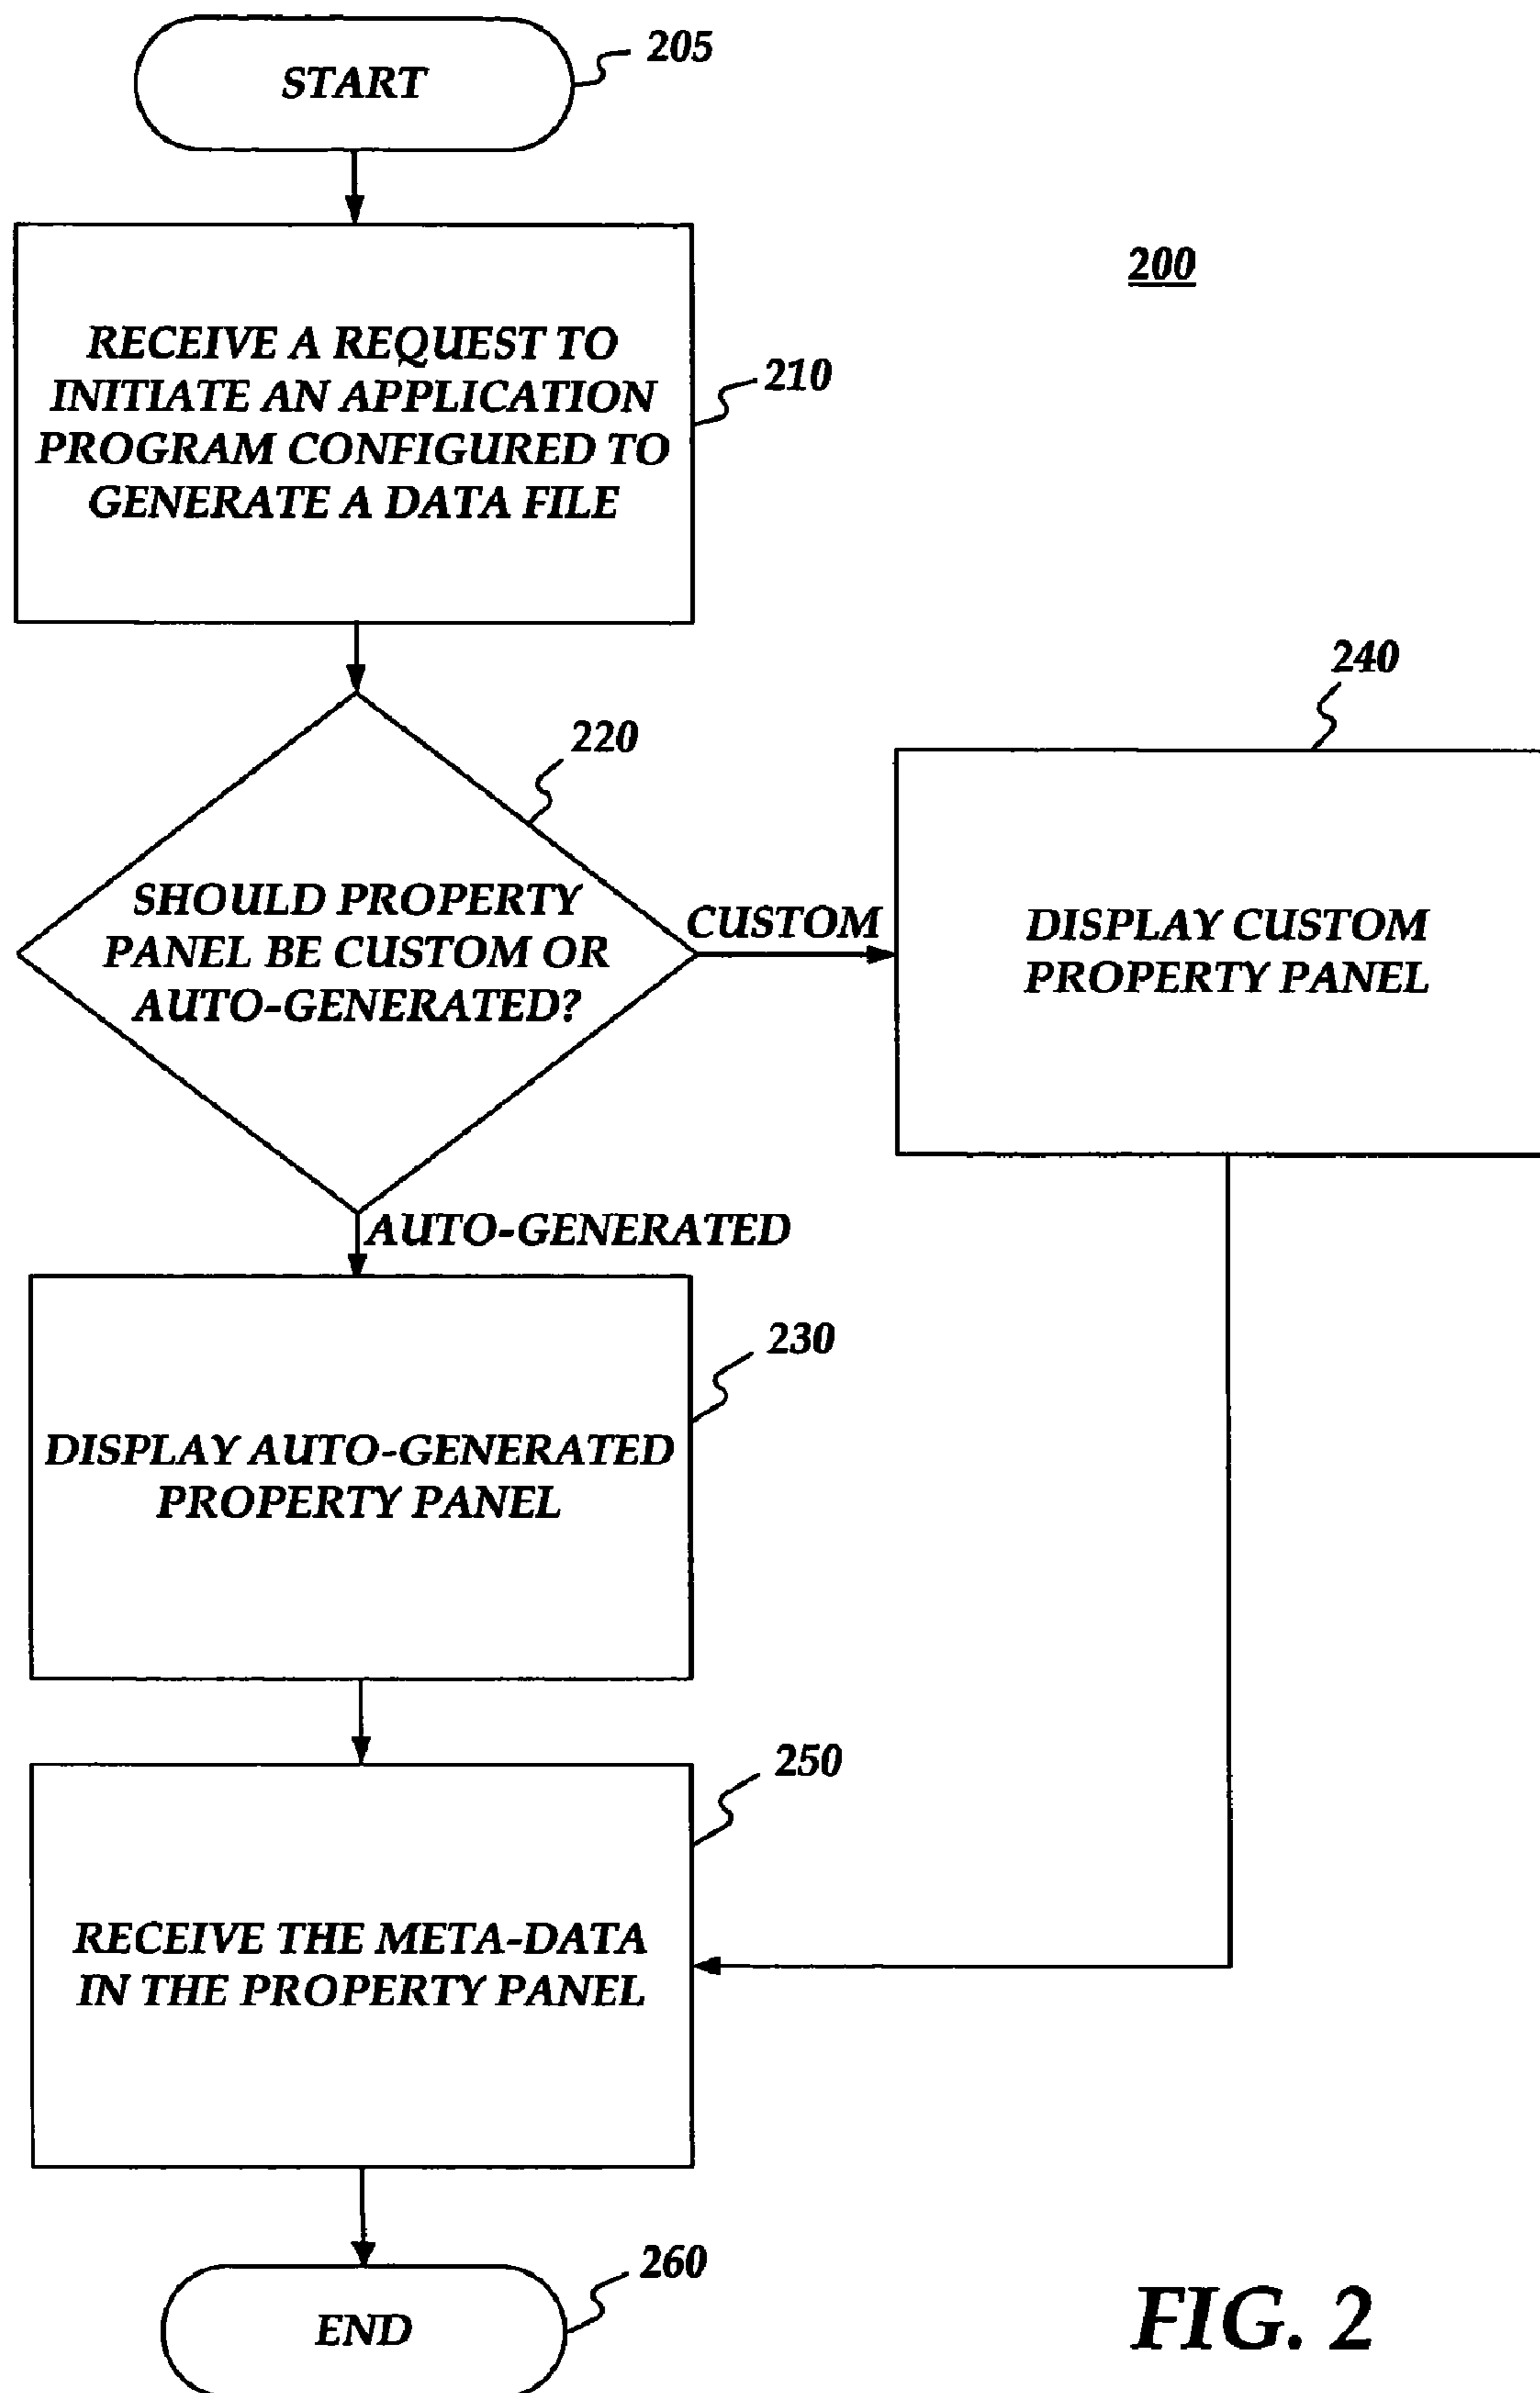 START
205
200
RECEIVE A REQUEST TO
INITIATE AN APPLICATION
PROGRAM CONFIGURED TO
GENERATE A DATA FILE
210
220
SHOULD PROPERTY
PANEL BE CUSTOM OR
AUTO-GENERATED?
CUSTOM
240
DISPLAY CUSTOM
PROPERTY PANEL
AUTO-GENERATED
230
DISPLAY AUTO-GENERATED
PROPERTY PANEL
250
RECEIVE THE META-DATA
IN THE PROPERTY PANEL
260
END
FIG. 2